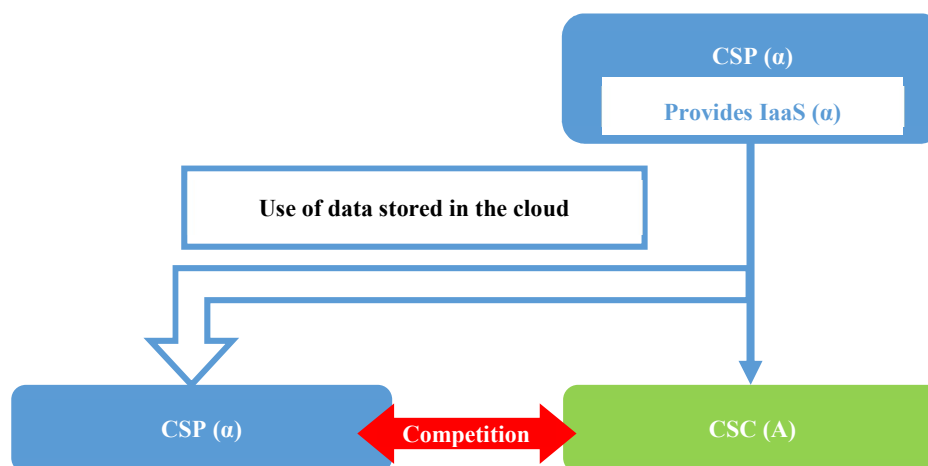 CSP (α)
Provides IaaS (α)
Use of data stored in the cloud
CSP (α)
Competition
CSC (A)